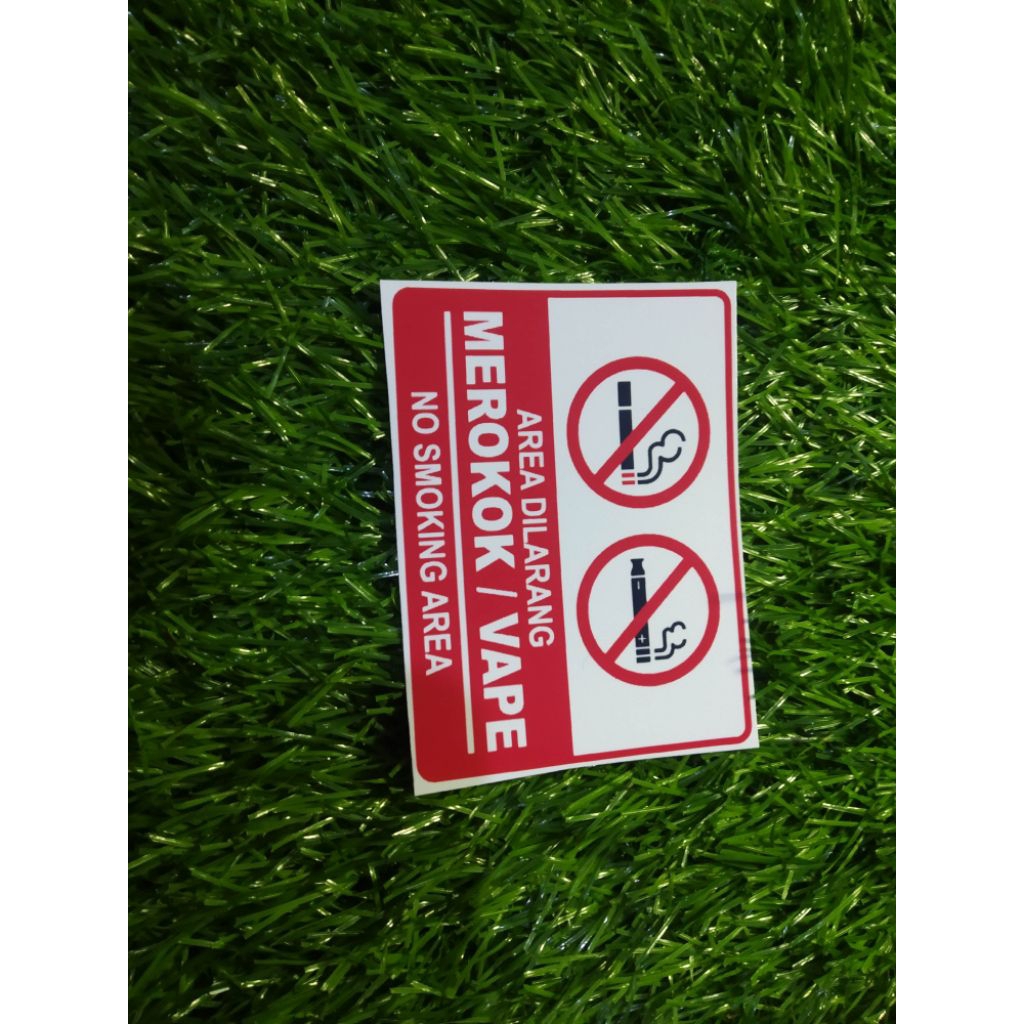 AREA DILARANG
MEROKOK / VAPE
NO SMOKING AREA